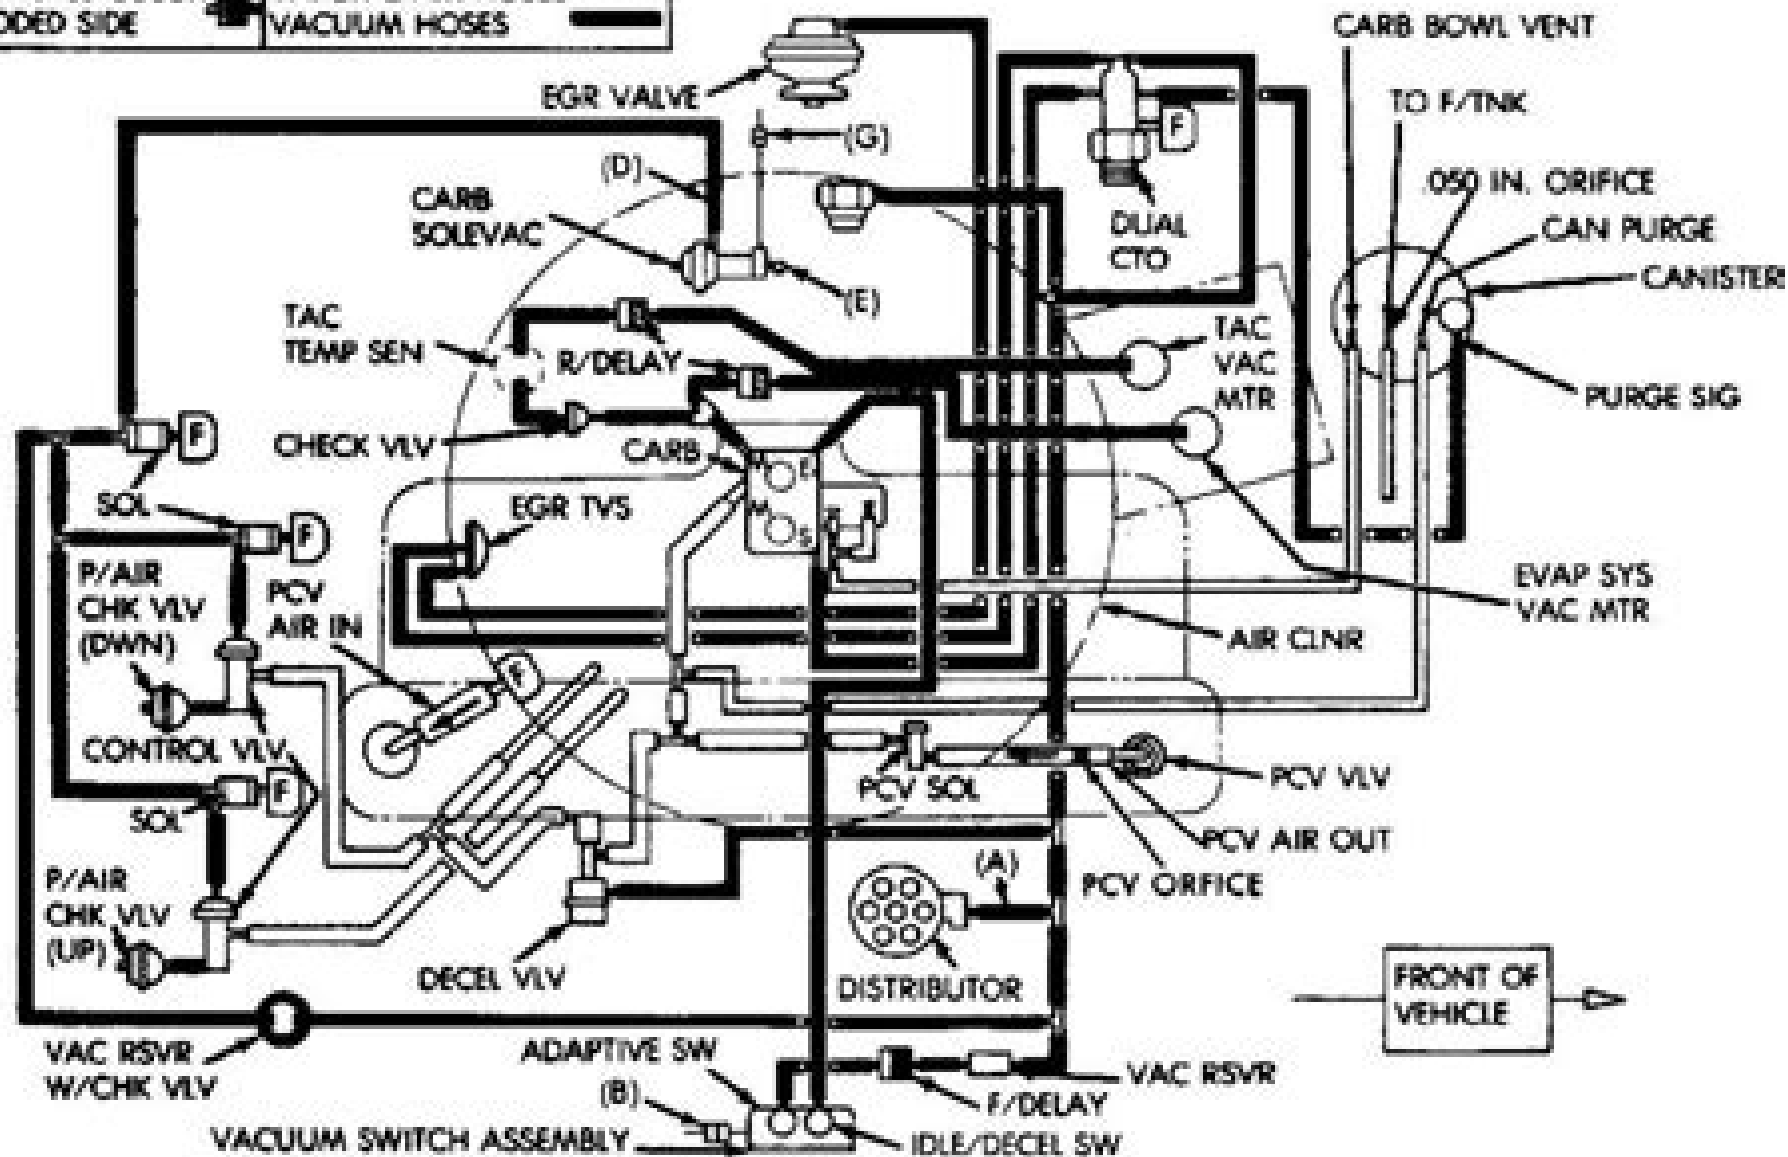 DED SIDE
VACUUM HOSES
CARB BOWL VENT
EGR VALVE
TO F/TNK
(G)
F
(D)
.050 IN. ORIFICE
CARB
SOLEVAC
DUAL
CTO
CAN PURGE
CANISTERS
(E)
TAC
TEMP SEN
R/DELAY
TAC
VAC
MTR
PURGE SIG
F
CHECK VLV
CARB
E
SOL
EGR TVS
M
S
F
P/AIR
CHK VLV
(DWN)
PCV
AIR IN
EVAP SYS
VAC MTR
AIR CLNR
F
CONTROL VLV
SOL
F
PCV SOL
PCV VLV
PCV AIR OUT
P/AIR
CHK VLV
(UP)
(A)
PCV ORFICE
DECEL VLV
DISTRIBUTOR
FRONT OF
VEHICLE
VAC RSVR
W/CHK VLV
ADAPTIVE SW
VAC RSVR
(B)
F/DELAY
VACUUM SWITCH ASSEMBLY
IDLE/DECEL SW